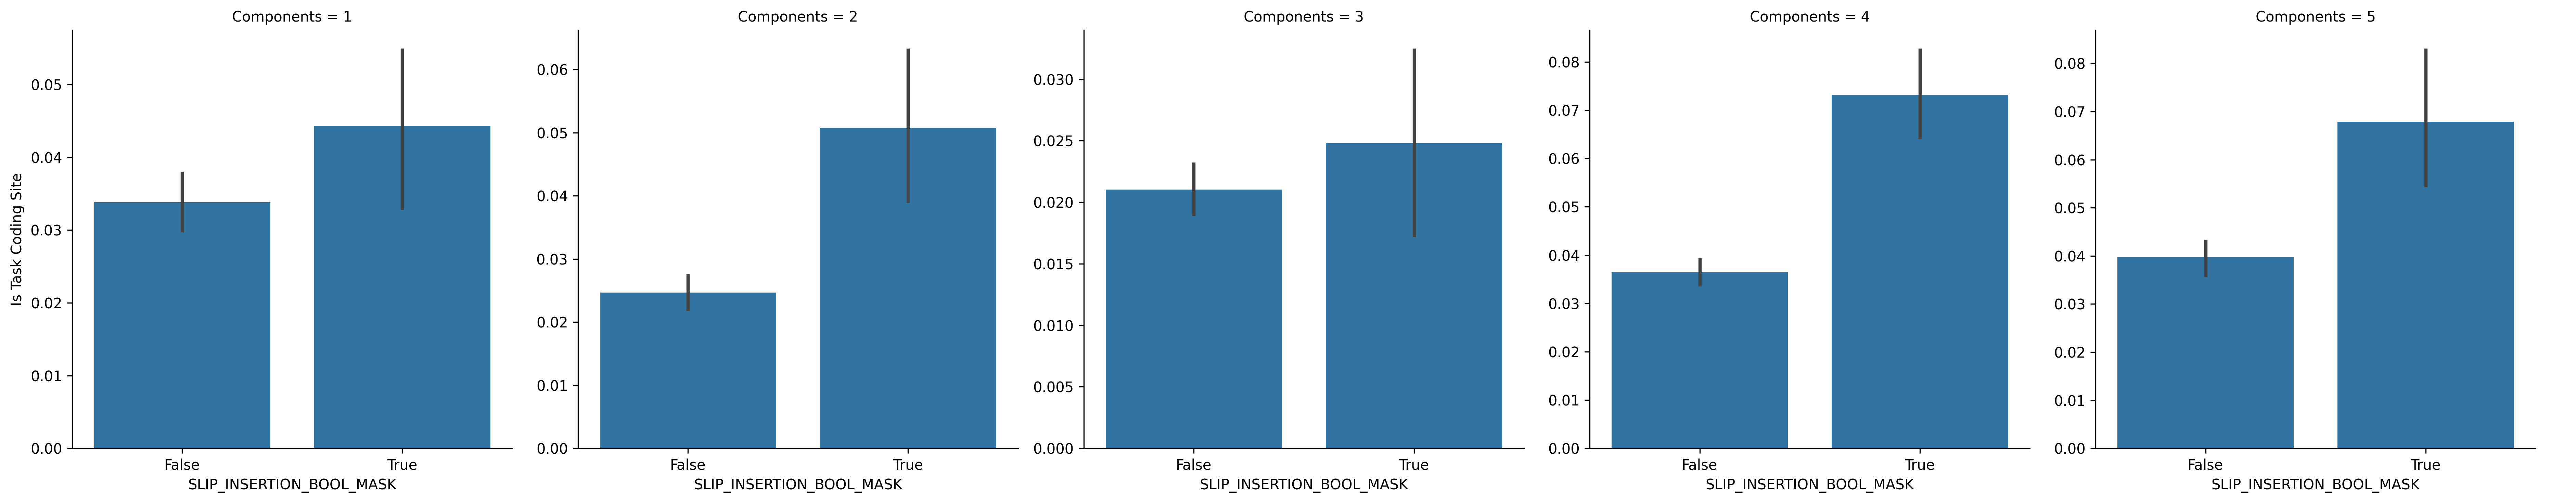 Components = 1
Components = 2
Components = 3
Components = 4
Components = 5
Is Task Coding Site
0.05
0.04
0.03
0.02
0.01
0.00
False
True
SLIP_INSERTION_BOOL_MASK
0.06
0.05
0.04
0.03
0.02
0.01
0.00
False
True
SLIP_INSERTION_BOOL_MASK
0.030
0.025
0.020
0.015
0.010
0.005
0.000
False
True
SLIP_INSERTION_BOOL_MASK
0.08
0.07
0.06
0.05
0.04
0.03
0.02
0.01
0.00
False
True
SLIP_INSERTION_BOOL_MASK
0.08
0.07
0.06
0.05
0.04
0.03
0.02
0.01
0.00
False
True
SLIP_INSERTION_BOOL_MASK